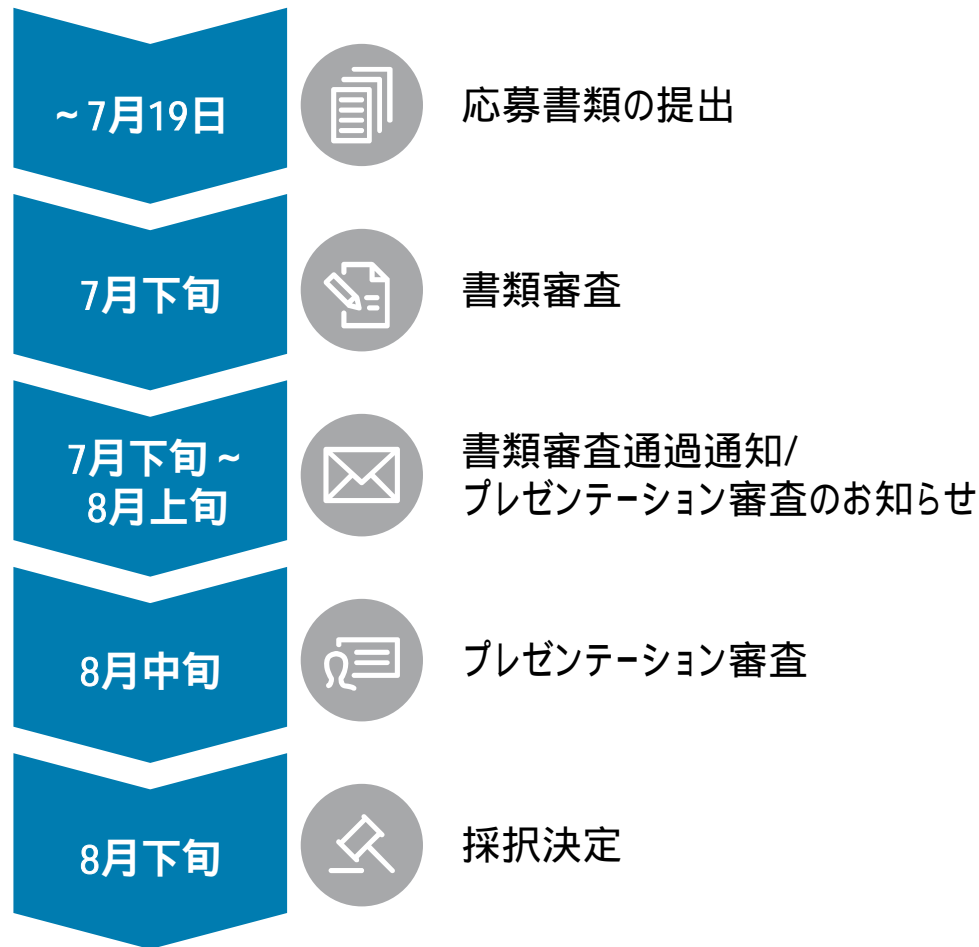 ~7月19日
応募書類の提出
7月下旬
書類審査
7月下旬~
8月上旬
書類審査通過通知/
プレゼンテーション審査のお知らせ
8月中旬
プレゼンテーション審査
8月下旬
採択決定